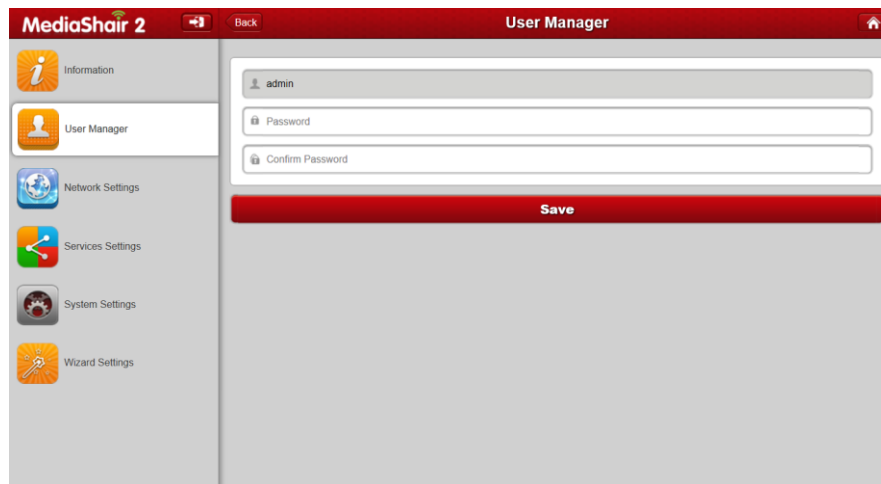 MediaShair 2
Back
User Manager
Information
User Manager
Network Settings
Services Settings
System Settings
Wizard Settings
admin
Password
Confirm Password
Save